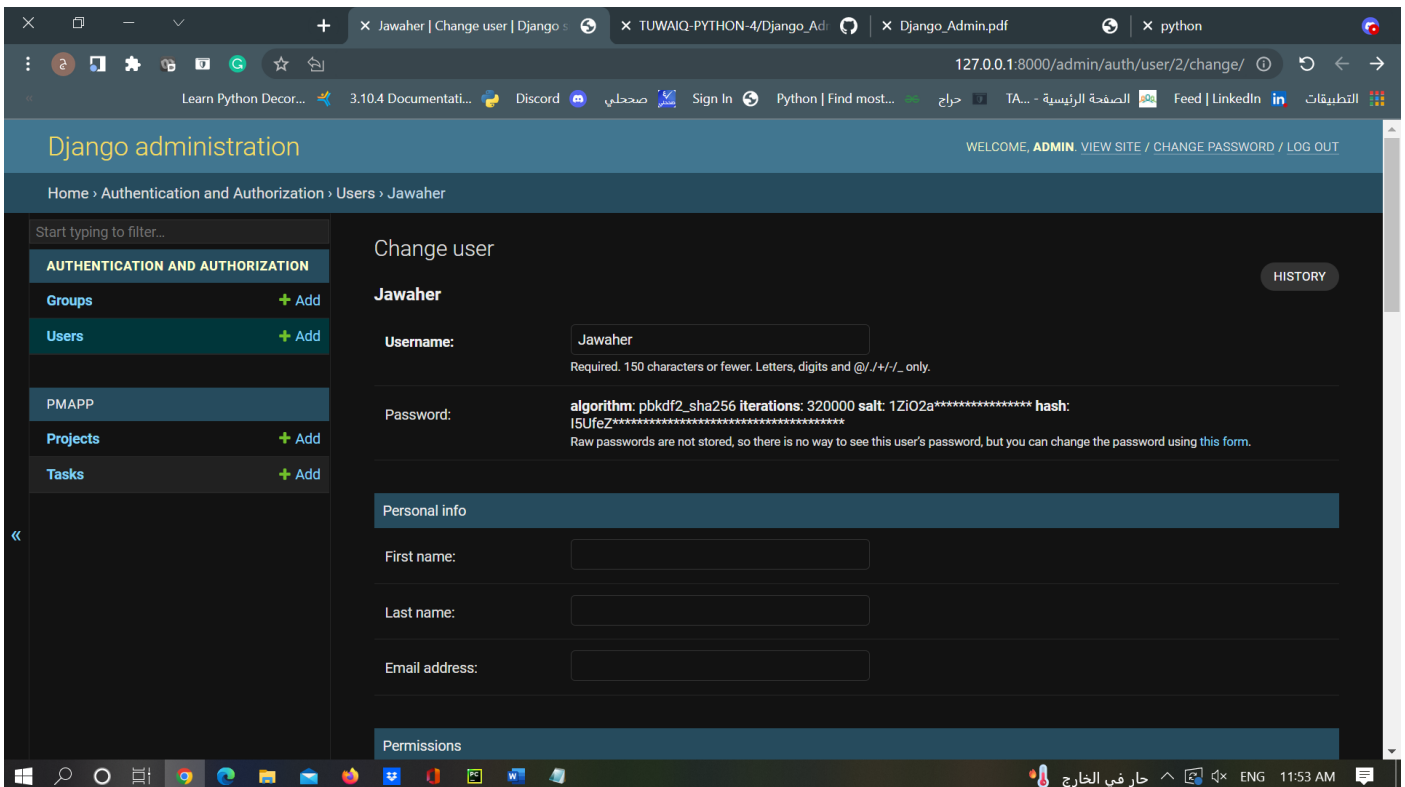 Jawaher | Change user | Django s
TUWAIQ-PYTHON-4/Django_Adr
Django_Admin.pdf
python
127.0.0.1:8000/admin/auth/user/2/change/
Learn Python Decor...
3.10.4 Documentati...
Discord
صححلي
Sign In
Python | Find most...
حراج
TA... - الصفحة الرئيسية
Feed | LinkedIn
التطبيقات
Django administration
WELCOME, ADMIN. VIEW SITE / CHANGE PASSWORD / LOG OUT
Home › Authentication and Authorization › Users › Jawaher
Start typing to filter...
AUTHENTICATION AND AUTHORIZATION
Groups
+ Add
Users
+ Add
PMAPP
Projects
+ Add
Tasks
+ Add
«
Change user
HISTORY
Jawaher
Username:
Jawaher
Required. 150 characters or fewer. Letters, digits and @/./+/-/_ only.
Password:
algorithm: pbkdf2_sha256 iterations: 320000 salt: 1ZiO2a**************** hash:
I5UfeZ**************************************
Raw passwords are not stored, so there is no way to see this user's password, but you can change the password using this form.
Personal info
First name:
Last name:
Email address:
Permissions
حار في الخارج
ENG
11:53 AM